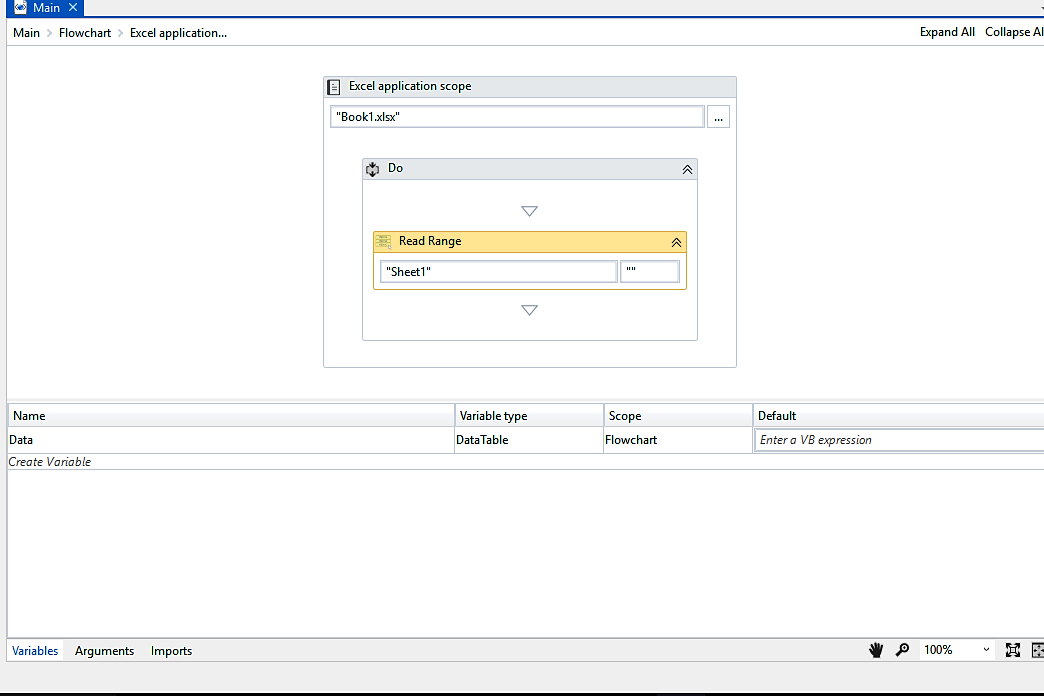 Main
Main > Flowchart > Excel application... Expand All Collapse Al
Excel application scope
"Book1.xlsx" ...
Do
Read Range
"Sheet1" ""
Name Variable type Scope Default
Data DataTable Flowchart Enter a VB expression
Create Variable
Variables Arguments Imports 100%